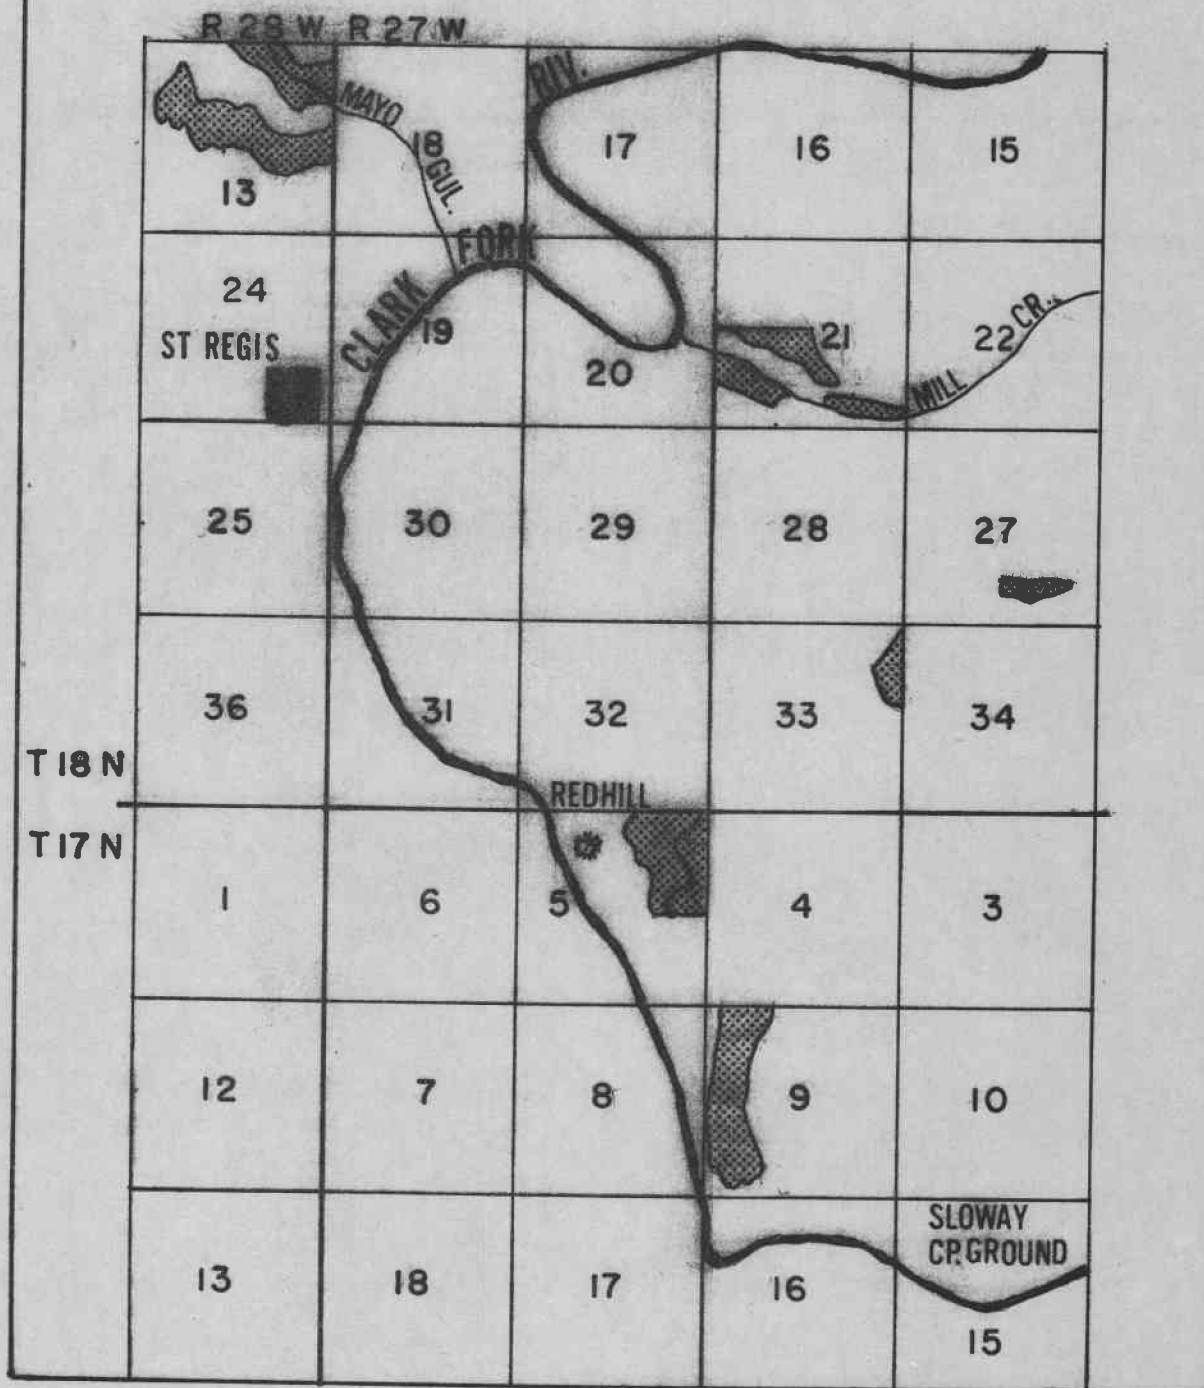 R 28 W R 27 W
RIV.
MAYO
GUL.
18 17 16 15
13
CLARK FORK
24
ST REGIS
19 20 21 22
MILL CR.
25 30 29 28 27
36 31 32 33 34
T 18 N
REDHILL
T 17 N
1 6 5 4 3
12 7 8 9 10
SLOWAY
CP. GROUND
13 18 17 16
15